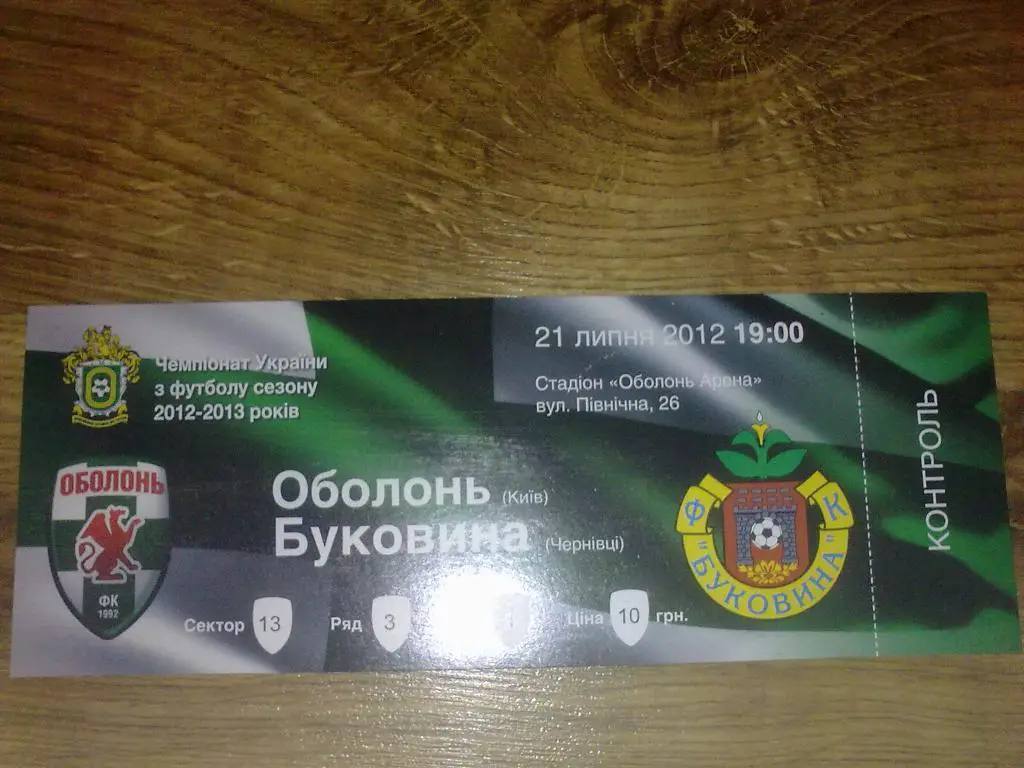 Чемпіонат України
з футболу сезону
2012-2013 років
21 липня 2012 19:00
Стадіон «Оболонь Арена»
вул. Північна, 26
ОБОЛОНЬ
ФК
1992
Оболонь (Київ)
Буковина (Чернівці)
Сектор 13 Ряд 3 Ціна 10 грн.
Ф К
"БУКОВИНА"
КОНТРОЛЬ